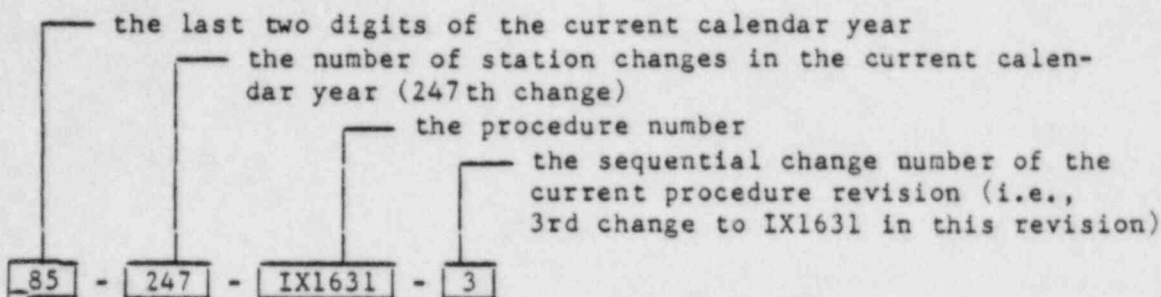 the last two digits of the current calendar year
the number of station changes in the current calen-
dar year (247th change)
the procedure number
the sequential change number of the
current procedure revision (i.e.,
3rd change to IX1631 in this revision)
85 - 247 - IX1631 - 3